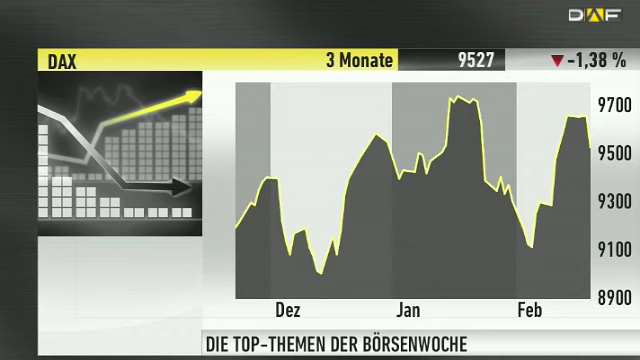 DAF
DAX 3 Monate 9527 -1,38 %
9700
9500
9300
9100
8900
Dez Jan Feb
DIE TOP-THEMEN DER BÖRSENWOCHE